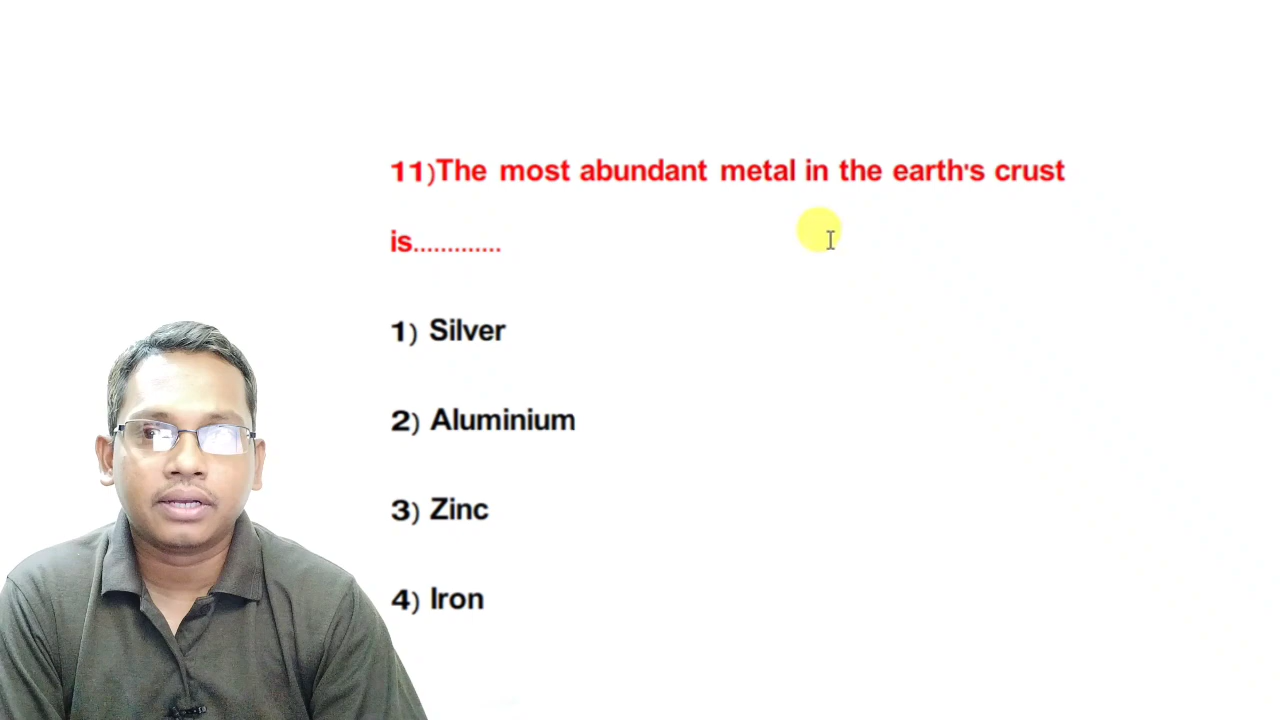 11)The most abundant metal in the earth's crust
is.............
1) Silver
2) Aluminium
3) Zinc
4) Iron